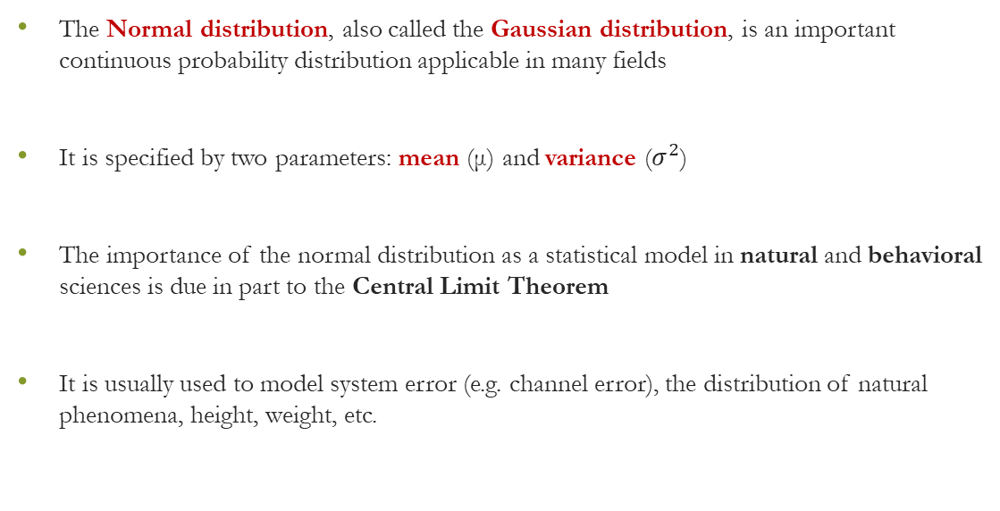 • The Normal distribution, also called the Gaussian distribution, is an important
continuous probability distribution applicable in many fields
• It is specified by two parameters: mean (μ) and variance (𝜎²)
• The importance of the normal distribution as a statistical model in natural and behavioral
sciences is due in part to the Central Limit Theorem
• It is usually used to model system error (e.g. channel error), the distribution of natural
phenomena, height, weight, etc.